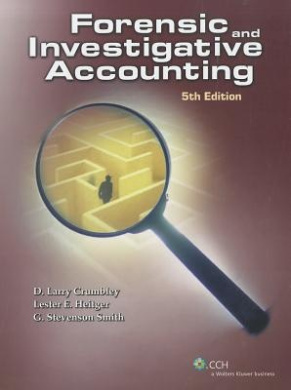 Forensic and
Investigative
Accounting
5th Edition
D. Larry Crumbley
Lester E. Heitger
G. Stevenson Smith
CCH
a Wolters Kluwer business